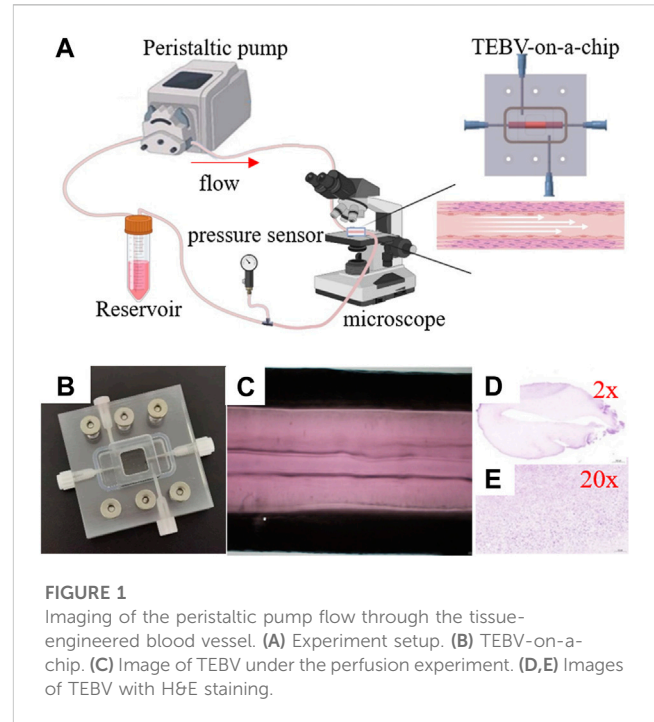 A
Peristaltic pump
TEBV-on-a-chip
flow
pressure sensor
Reservoir
microscope
B
C
D
2x
E
20x
FIGURE 1
Imaging of the peristaltic pump flow through the tissue-
engineered blood vessel. (A) Experiment setup. (B) TEBV-on-a-
chip. (C) Image of TEBV under the perfusion experiment. (D,E) Images
of TEBV with H&E staining.